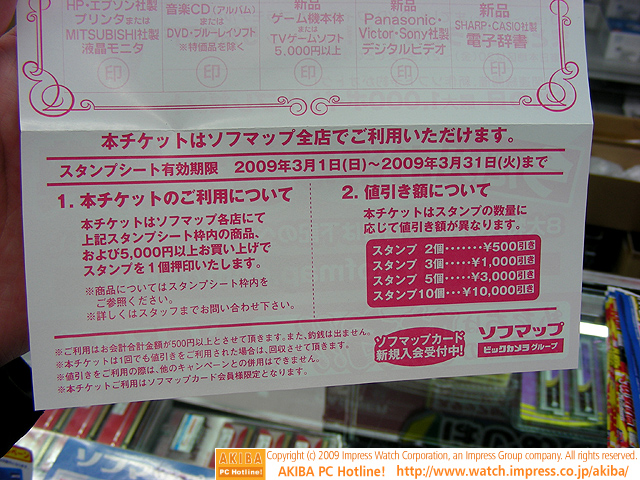 HP・エプソン社製
プリンタまたは
MITSUBISHI社製
液晶モニタ
印
音楽CD(アルバム)
または
DVD・ブルーレイソフト
※特価品を除く
印
新品
ゲーム機本体
または
TVゲームソフト
5,000円以上
印
新品
Panasonic・
Victor・Sony社製
デジタルビデオ
印
新品
SHARP・CASIO社製
電子辞書
印
本チケットはソフマップ全店でご利用いただけます。
スタンプシート有効期限 2009年3月1日(日)~2009年3月31日(火)まで
1. 本チケットのご利用について
本チケットはソフマップ各店にて
上記スタンプシート枠内の商品、
および5,000円以上お買い上げで
スタンプを1個押印いたします。
※商品についてはスタンプシート枠内を
ご参照ください。
※詳しくはスタッフまでお問い合わせ下さい。
2. 値引き額について
本チケットはスタンプの数量に
応じて値引き額が異なります。
スタンプ 2個・・・・・・・¥500引き
スタンプ 3個・・・・・¥1,000引き
スタンプ 5個・・・・・¥3,000引き
スタンプ10個・・・¥10,000引き
※ご利用はお会計合計金額が500円以上とさせて頂きます。また、釣銭は出ません。
※本チケットは1回でも値引きをご利用された場合は、回収させて頂きます。
※値引きをご利用の際は、他のキャンペーンとの併用はできません。
※本チケットご利用はソフマップカード会員様限定となります。
ソフマップカード
新規入会受付中!
ソフマップ
ビックカメラグループ
AKIBA
PC Hotline!
Copyright (c) 2009 Impress Watch Corporation, an Impress Group company. All rights reserved.
AKIBA PC Hotline! http://www.watch.impress.co.jp/akiba/